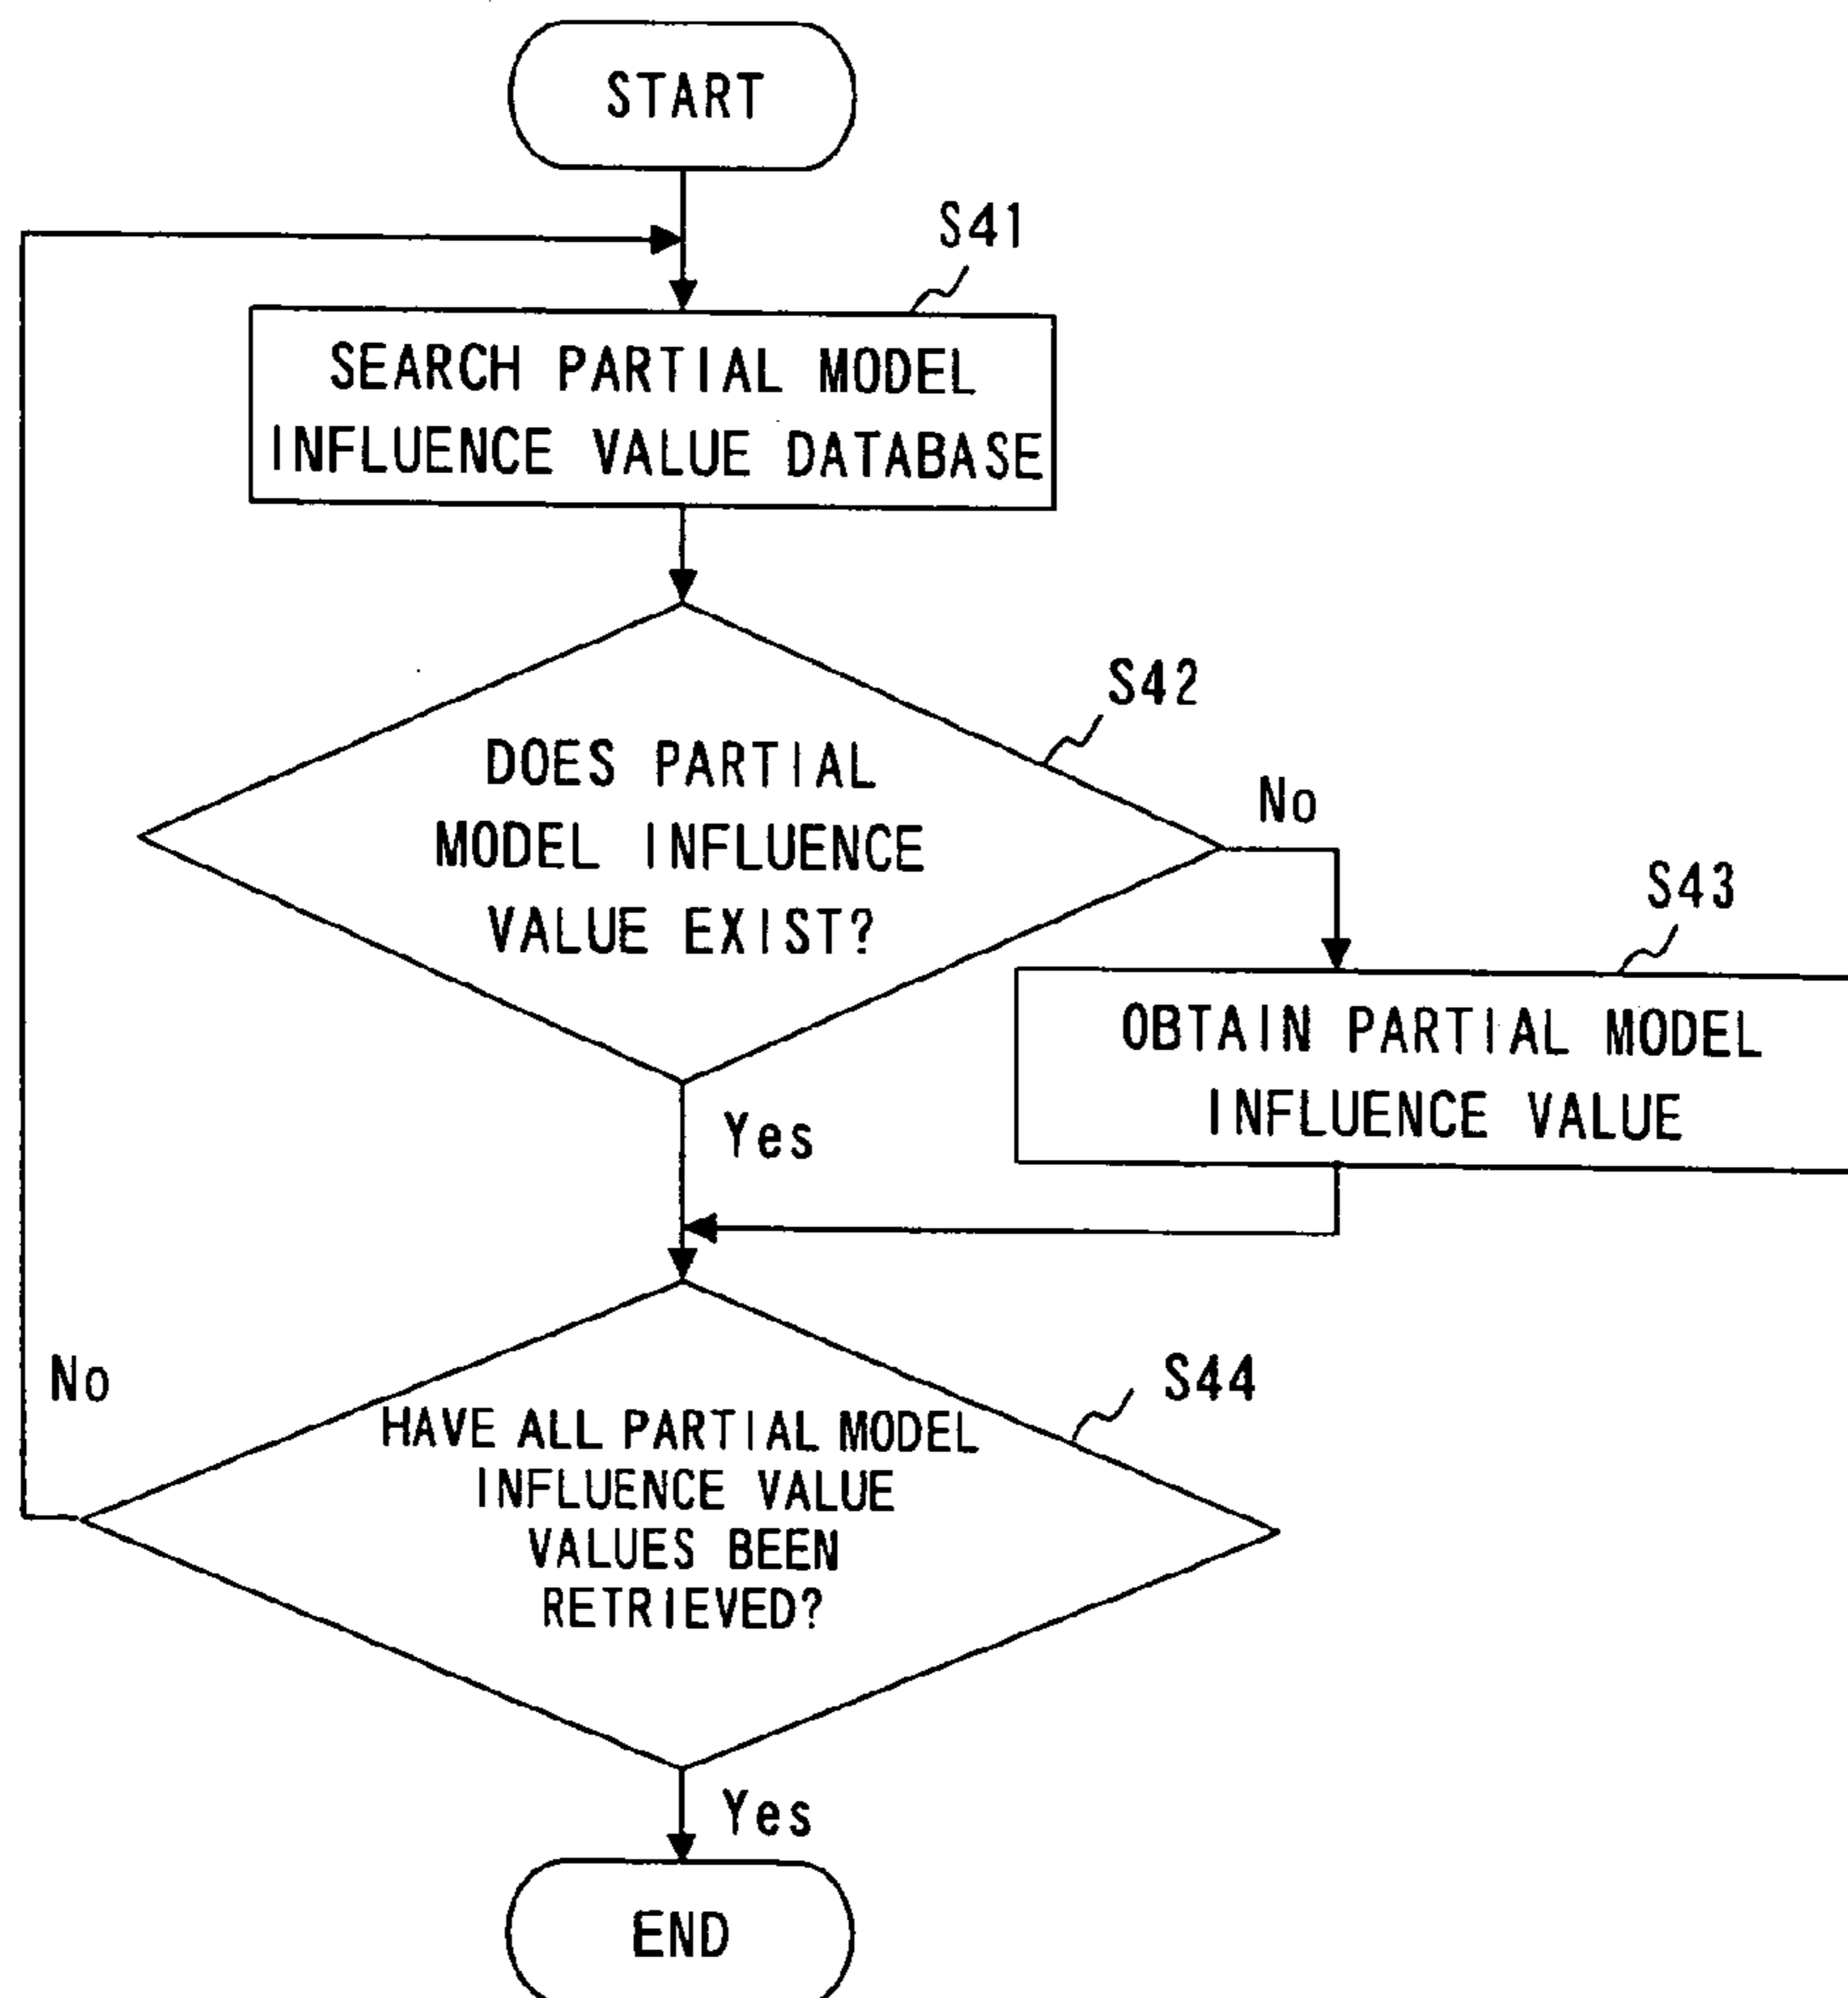 START
S41
SEARCH PARTIAL MODEL
INFLUENCE VALUE DATABASE
S42
DOES PARTIAL
MODEL INFLUENCE
VALUE EXIST?
No
S43
OBTAIN PARTIAL MODEL
INFLUENCE VALUE
Yes
No
S44
HAVE ALL PARTIAL MODEL
INFLUENCE VALUE
VALUES BEEN
RETRIEVED?
Yes
END